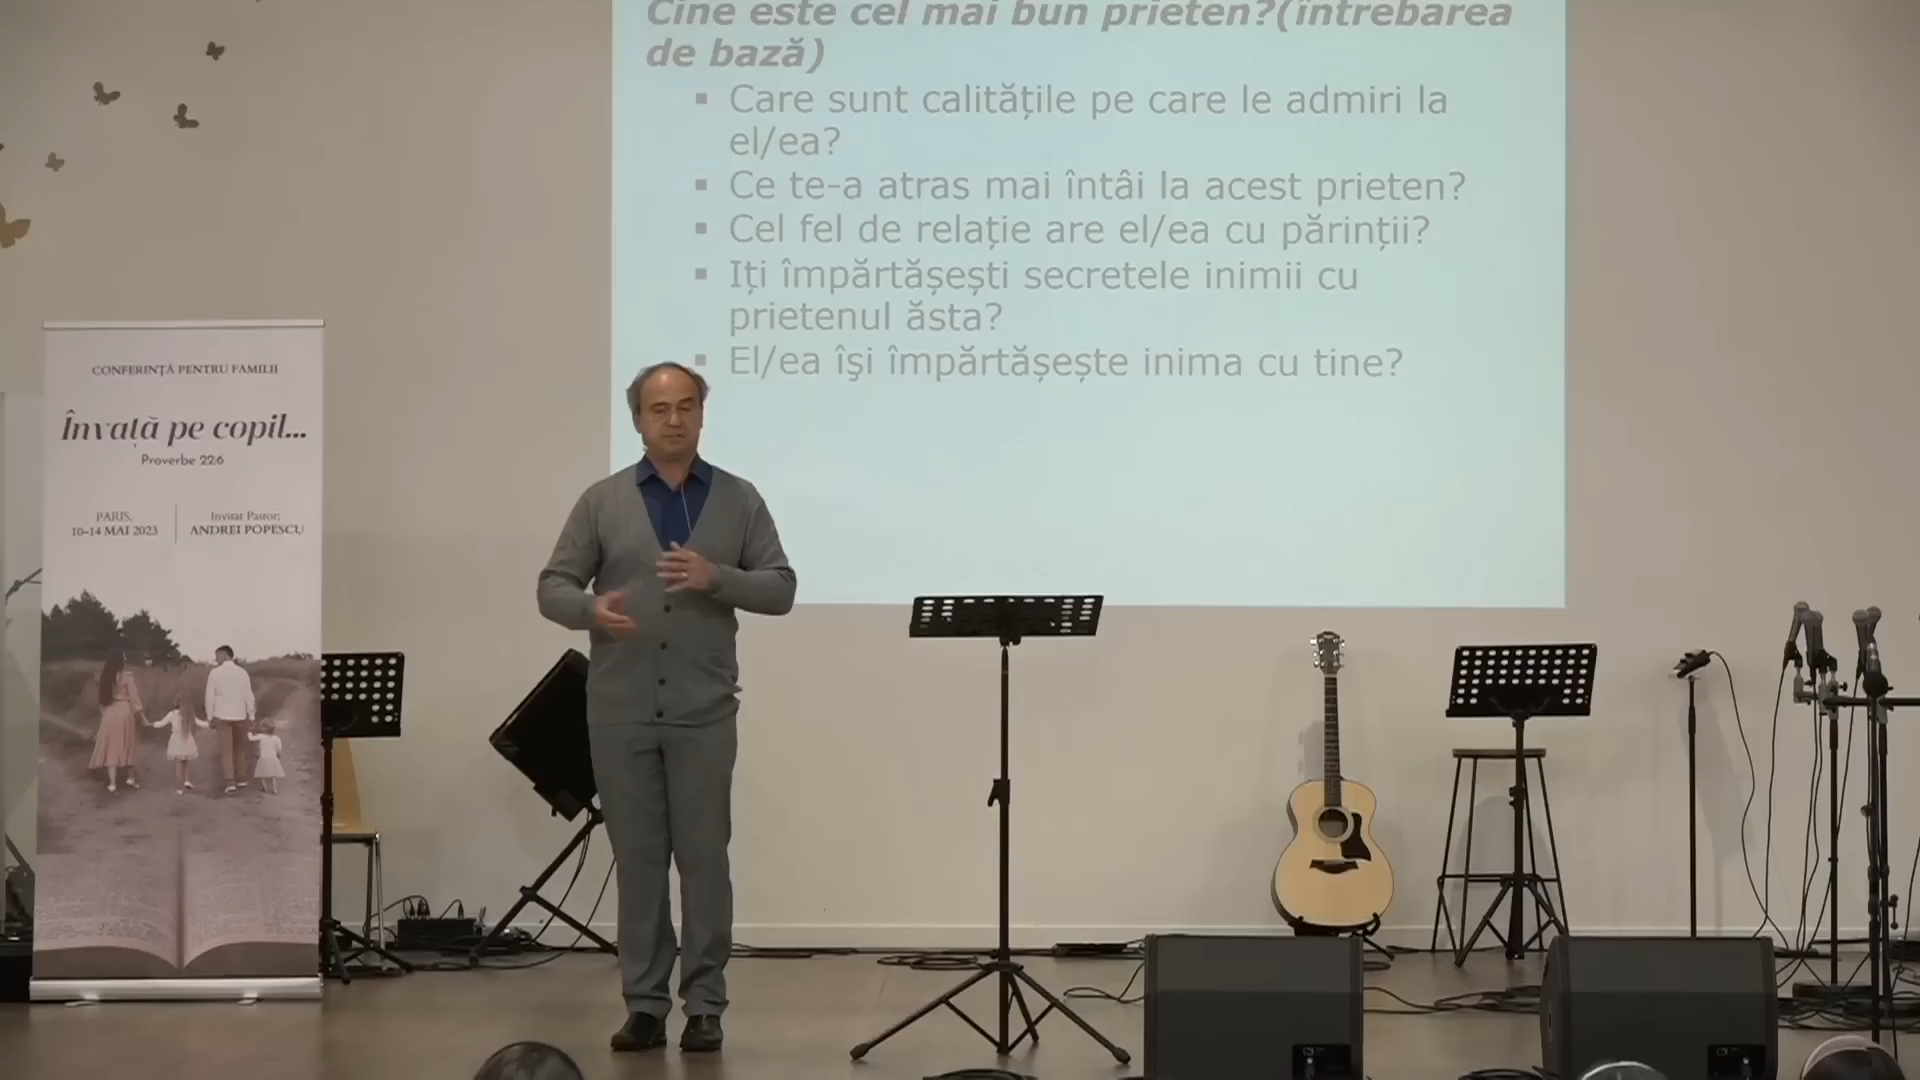 Cine este cel mai bun prieten?(întrebarea
de bază)
▪ Care sunt calitățile pe care le admiri la
el/ea?
▪ Ce te-a atras mai întâi la acest prieten?
▪ Cel fel de relație are el/ea cu părinții?
▪ Iți împărtășești secretele inimii cu
prietenul ăsta?
▪ El/ea îşi împărtășește inima cu tine?
CONFERINȚĂ PENTRU FAMILII
Învață pe copil...
Proverbe 22:6
PARIS,
10–14 MAI 2023
Invitat Pastor:
ANDREI POPESCU